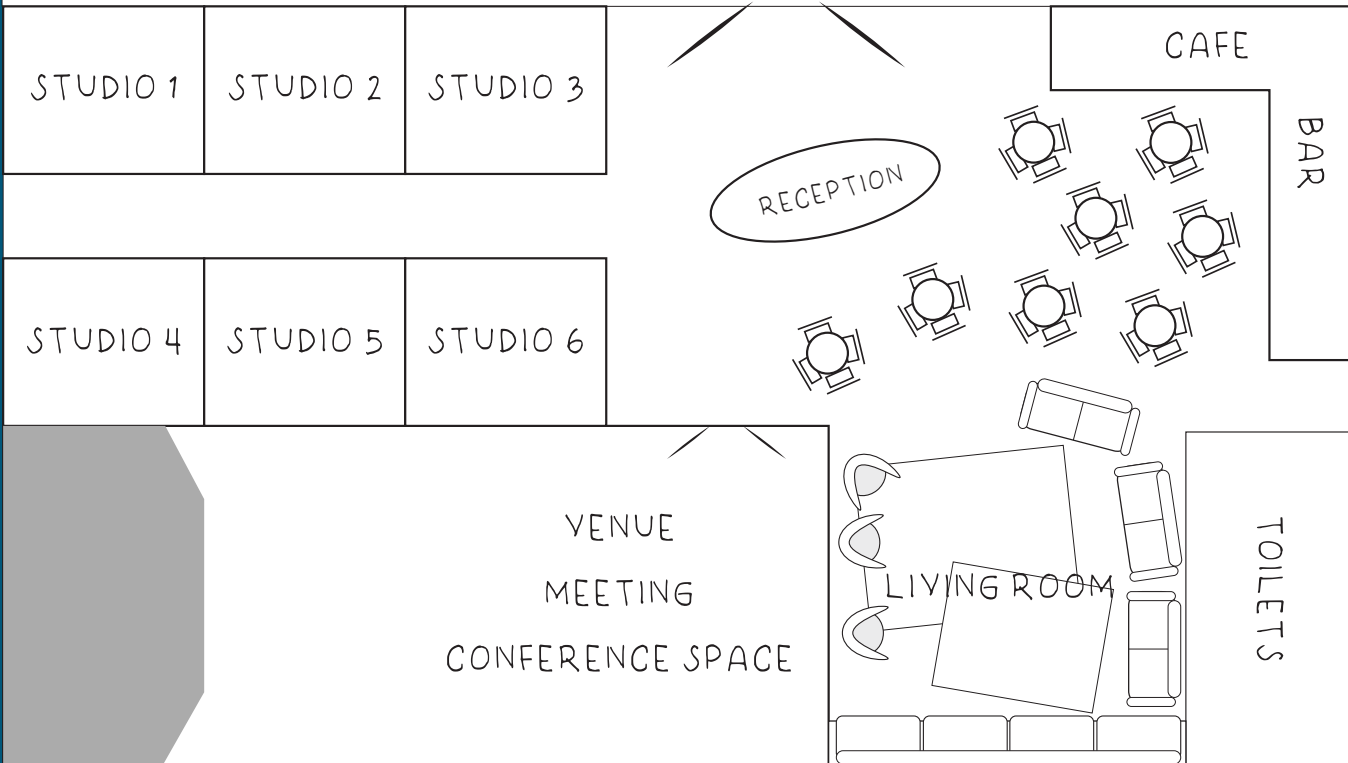 STUDIO 1
STUDIO 2
STUDIO 3
CAFE
BAR
RECEPTION
STUDIO 4
STUDIO 5
STUDIO 6
VENUE
MEETING
CONFERENCE SPACE
LIVING ROOM
TOILETS